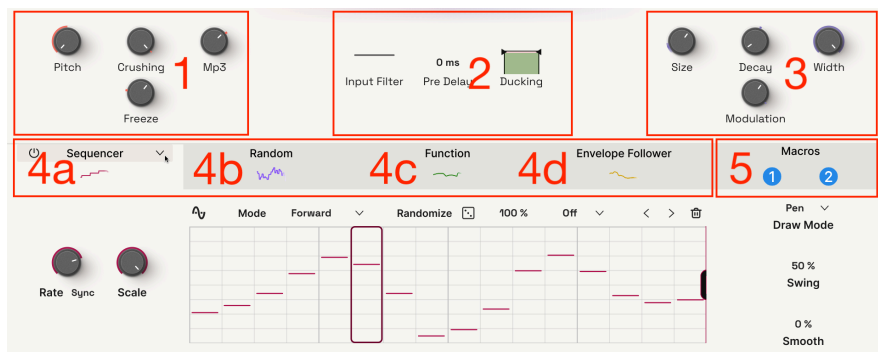 Pitch Crushing Mp3
1
Freeze
0 ms
Input Filter Pre Delay Ducking
2
Size Decay Width
3
Modulation
Sequencer
4a
Random
4b
Function
4c
Envelope Follower
4d
Macros
5
1 2
Mode Forward Randomize 100 % Off
Pen
Draw Mode
Rate Sync Scale
50 %
Swing
0 %
Smooth